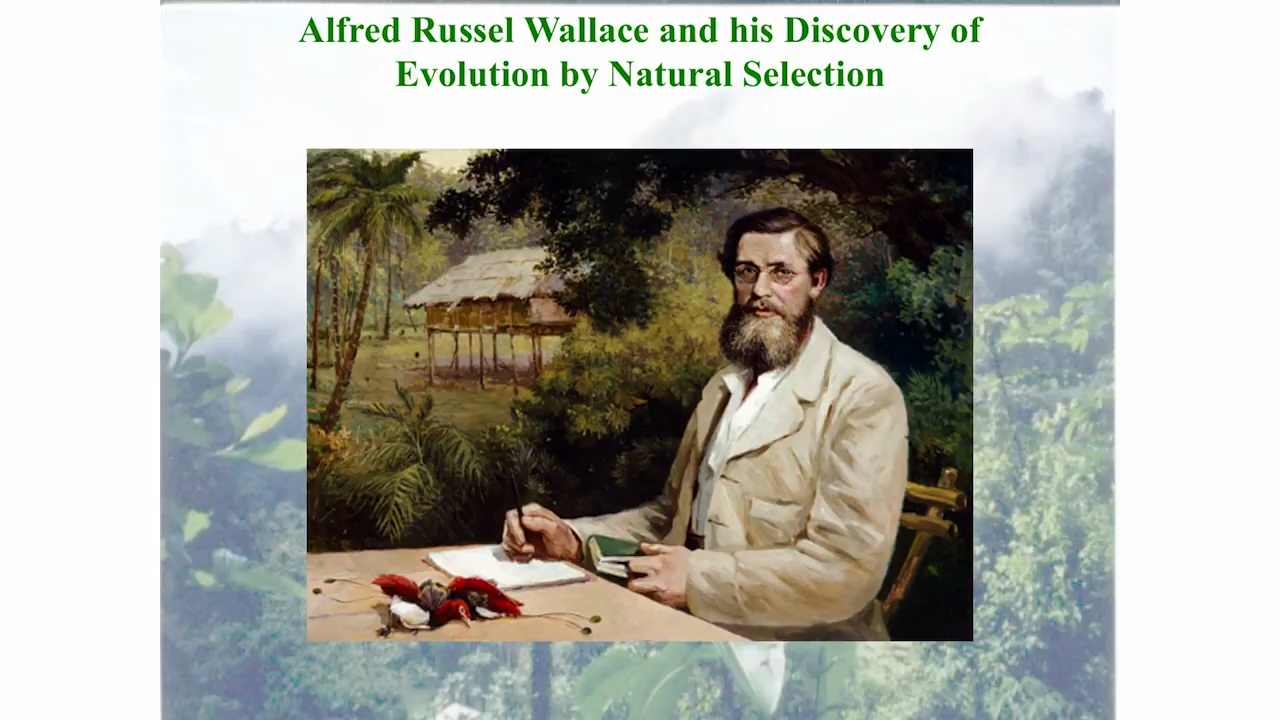 Alfred Russel Wallace and his Discovery of
Evolution by Natural Selection